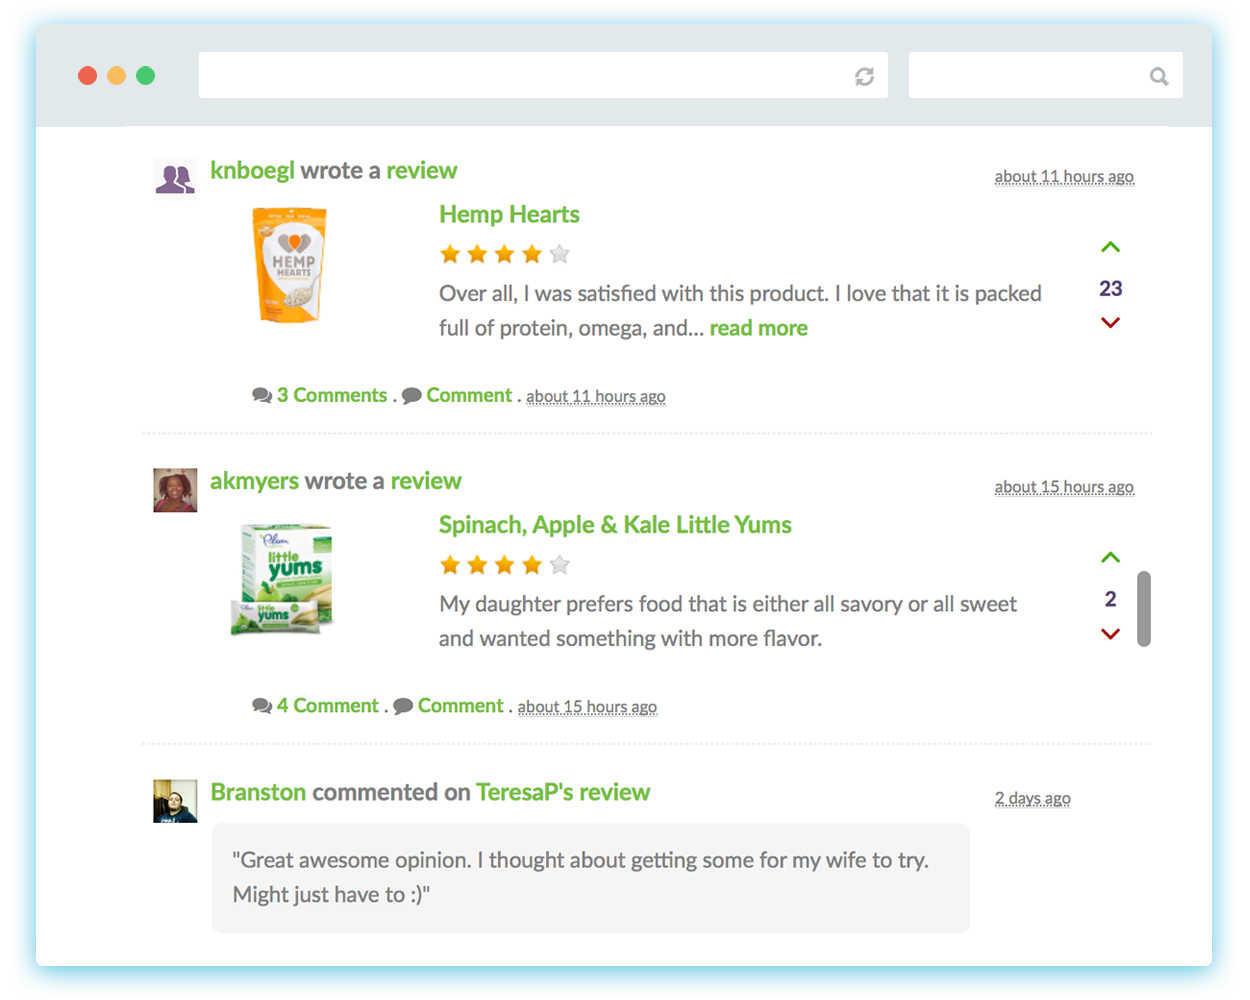 knboegl wrote a review
about 11 hours ago
Hemp Hearts
HEMP
HEARTS
23
Over all, I was satisfied with this product. I love that it is packed
full of protein, omega, and... read more
3 Comments . Comment . about 11 hours ago
akmyers wrote a review
about 15 hours ago
Spinach, Apple & Kale Little Yums
Plum
little
yums
little
yums
2
My daughter prefers food that is either all savory or all sweet
and wanted something with more flavor.
4 Comment . Comment . about 15 hours ago
Branston commented on TeresaP's review
2 days ago
"Great awesome opinion. I thought about getting some for my wife to try.
Might just have to :)"